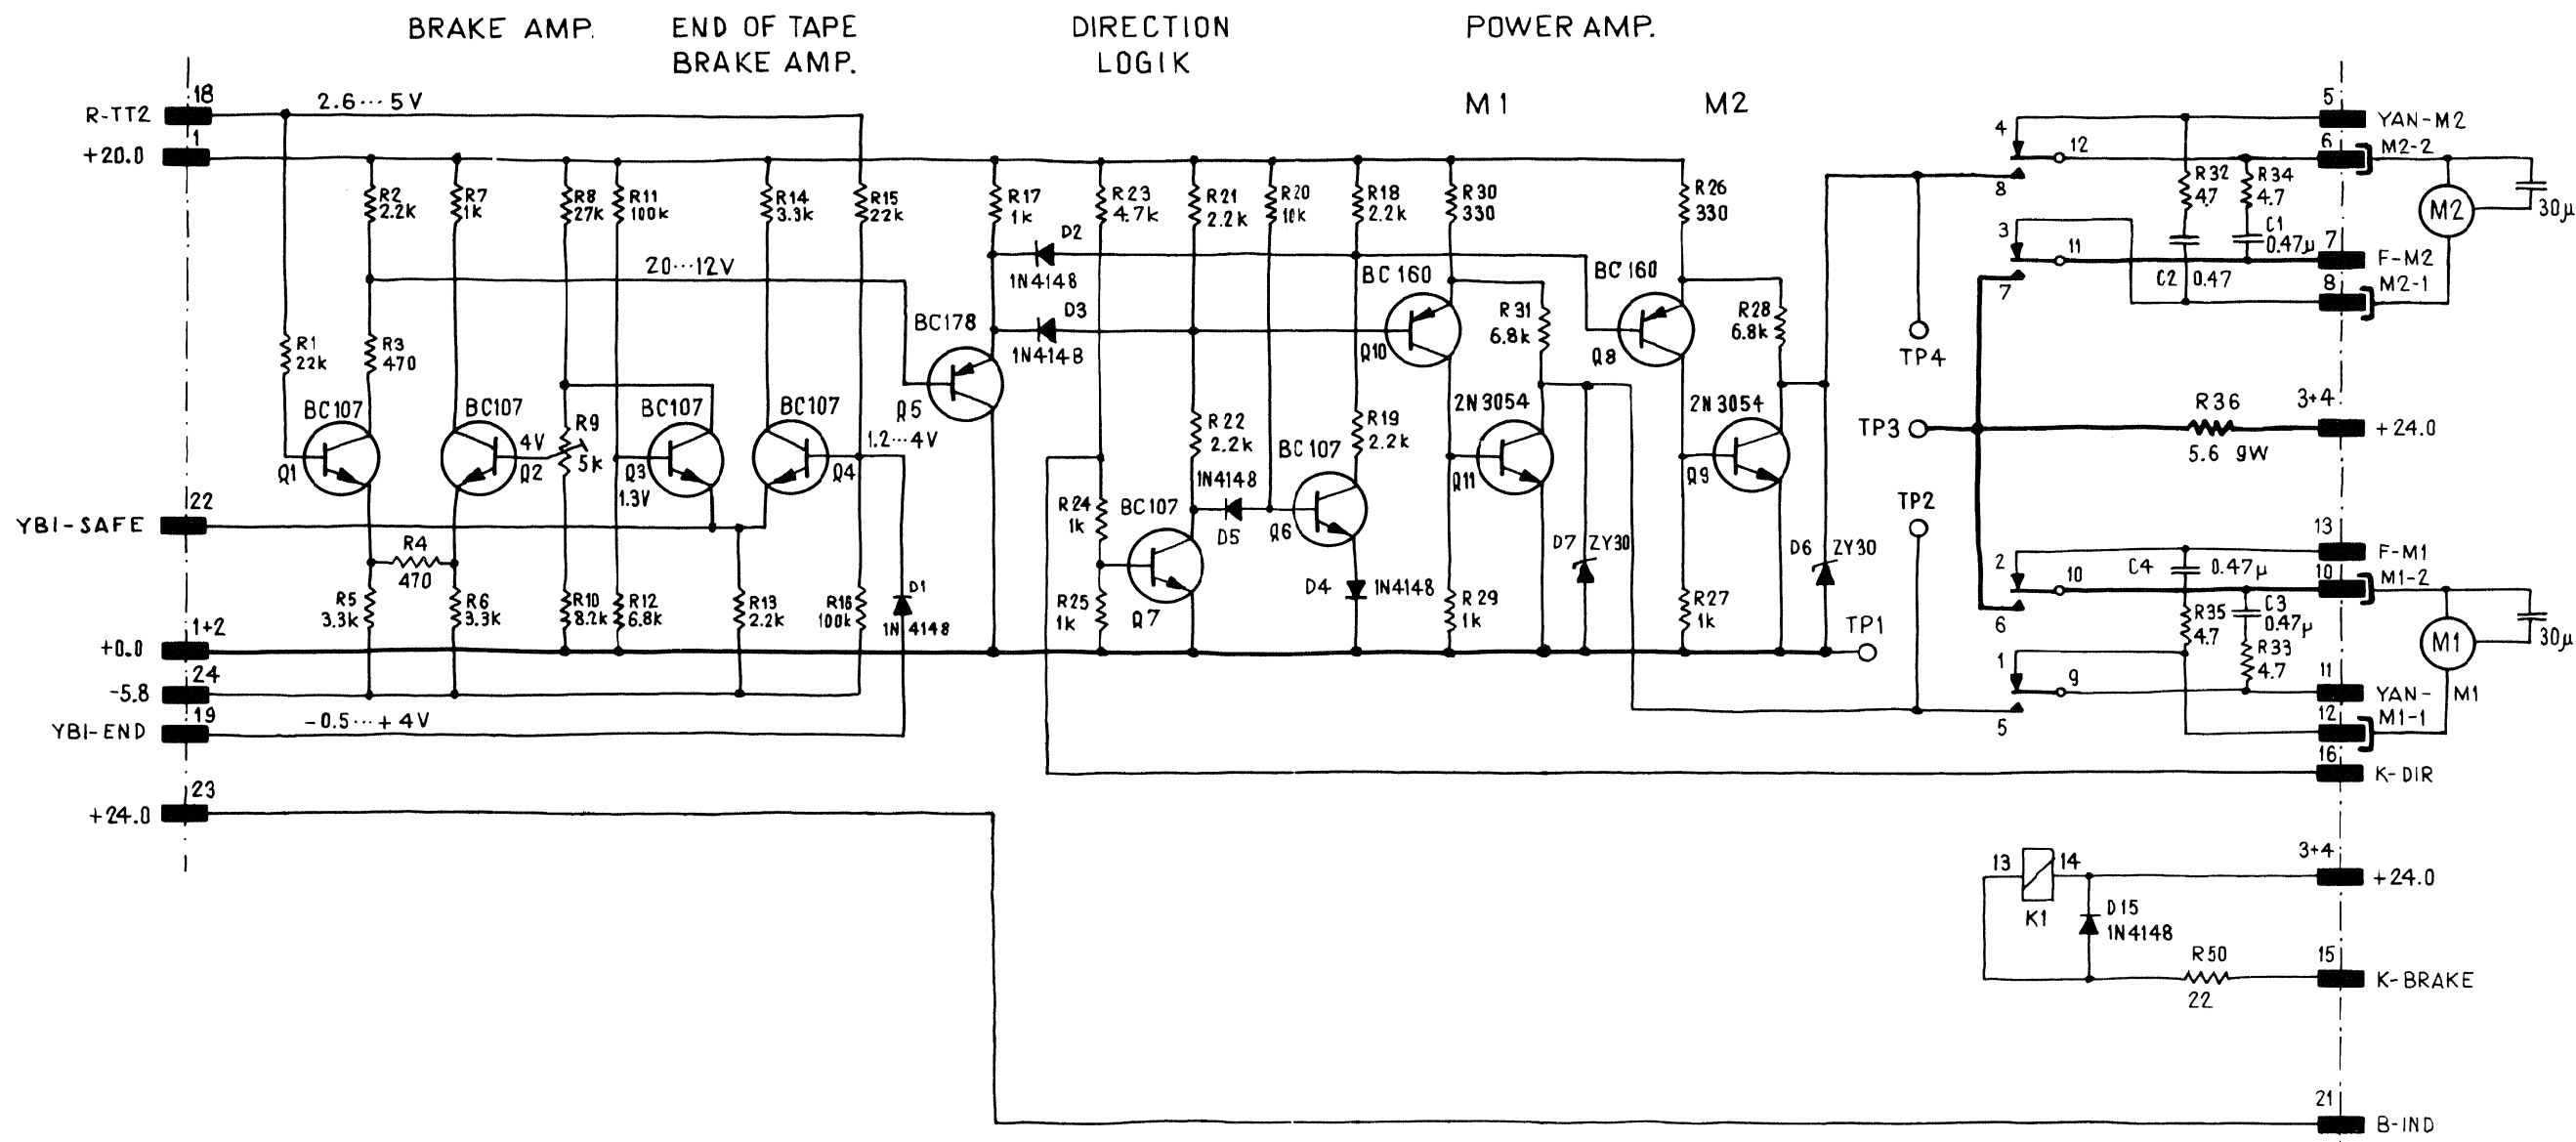 BRAKE AMP.
END OF TAPE
BRAKE AMP.
DIRECTION
LOGIK
POWER AMP.
M1
M2
R-TT2
18
2.6···5V
+20.0
1
R2
2.2k
R7
1k
R8
27k
R11
100k
R14
3.3k
R15
22k
R17
1k
R23
4.7k
R21
2.2k
R20
10k
R18
2.2k
R30
330
R26
330
D2
1N4148
20···12V
D3
1N4148
BC178
Q5
BC160
Q10
R31
6.8k
BC160
Q8
R28
6.8k
R1
22k
R3
470
BC107
Q1
BC107
4V
Q2
R9
5k
BC107
Q3
1.3V
BC107
Q4
1.2···4V
R22
2.2k
R19
2.2k
1N4148
D5
BC107
Q6
2N3054
Q11
2N3054
Q9
YBI-SAFE
22
R4
470
R5
3.3k
R6
3.3k
R10
8.2k
R12
6.8k
R13
2.2k
R16
100k
D1
1N4148
R24
1k
BC107
R25
1k
Q7
D4
1N4148
R29
1k
D7
ZY30
R27
1k
D6
ZY30
TP1
+0.0
1+2
-5.8
24
YBI-END
19
-0.5···+4V
+24.0
23
TP4
TP3
TP2
4
12
8
3
11
7
R32
4.7
R34
4.7
C1
0.47µ
C2
0.47
5
YAN-M2
6
M2-2
7
F-M2
8
M2-1
M2
30µ
R36
5.6
9W
3+4
+24.0
2
10
6
1
9
5
C4
0.47µ
R35
4.7
C3
0.47µ
R33
4.7
13
F-M1
10
M1-2
11
YAN-M1
12
M1-1
M1
30µ
16
K-DIR
13
14
K1
D15
1N4148
3+4
+24.0
R50
22
15
K-BRAKE
21
B-IND